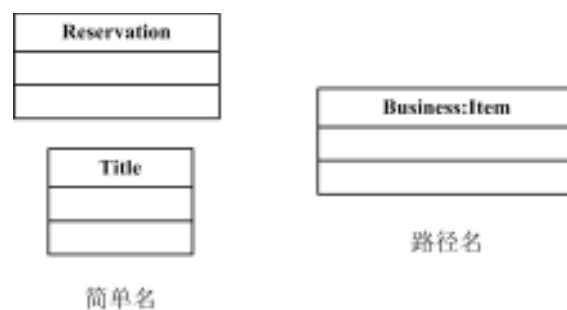 Reservation
Title
简单名
Business:Item
路径名